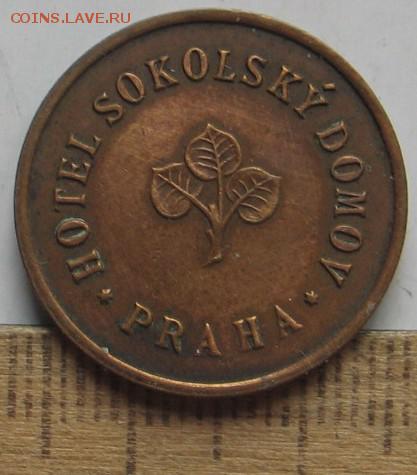 COINS.LAVE.RU
HOTEL SOKOLSKÝ DOMOV
* PRAHA *